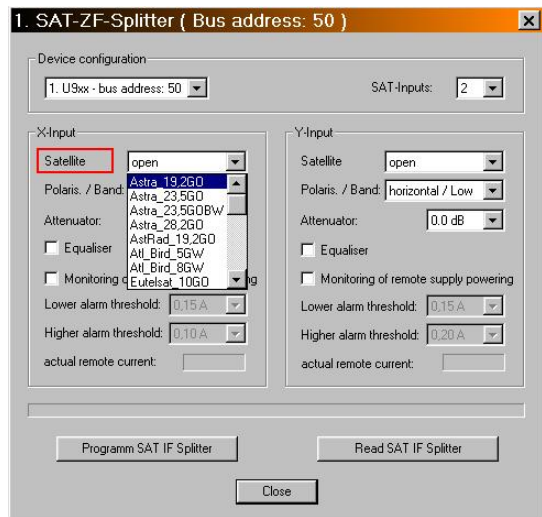 1. SAT-ZF-Splitter ( Bus address: 50 )
Device configuration
1. U9xx - bus address: 50
SAT-Inputs: 2
X-Input
Satellite open
Astra_19,2GO
Astra_23,5GO
Astra_23,5GOBW
Astra_28,2GO
AstRad_19,2GO
Atl_Bird_5GW
Atl_Bird_8GW
Eutelsat_10GO
Polaris. / Band:
Attenuator:
Equaliser
Monitoring
Lower alarm threshold: 0,15 A
Higher alarm threshold: 0,10 A
actual remote current:
Y-Input
Satellite open
Polaris. / Band: horizontal / Low
Attenuator: 0.0 dB
Equaliser
Monitoring of remote supply powering
Lower alarm threshold: 0,15 A
Higher alarm threshold: 0,20 A
actual remote current:
Programm SAT IF Splitter
Read SAT IF Splitter
Close